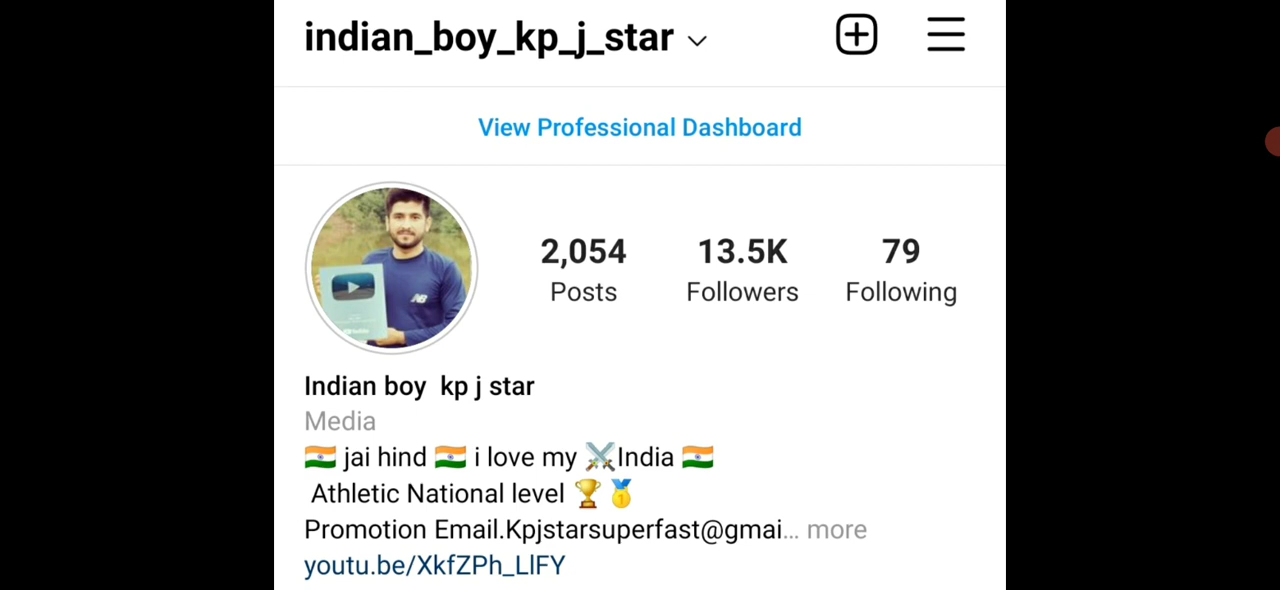 indian_boy_kp_j_star
View Professional Dashboard
2,054 13.5K 79
Posts Followers Following
NB
Indian boy kp j star
Media
🇮🇳 jai hind 🇮🇳 i love my ⚔️India 🇮🇳
Athletic National level 🏆🥇
Promotion Email.Kpjstarsuperfast@gmai... more
youtu.be/XkfZPh_LlFY